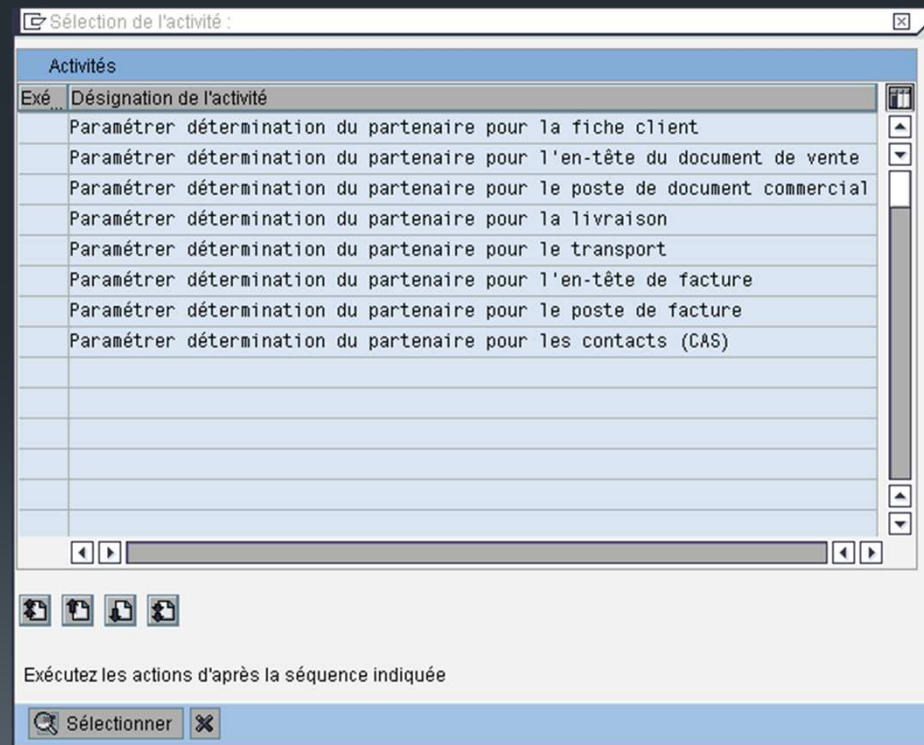 Sélection de l'activité :
Activités
Exé... Désignation de l'activité
Paramétrer détermination du partenaire pour la fiche client
Paramétrer détermination du partenaire pour l'en-tête du document de vente
Paramétrer détermination du partenaire pour le poste de document commercial
Paramétrer détermination du partenaire pour la livraison
Paramétrer détermination du partenaire pour le transport
Paramétrer détermination du partenaire pour l'en-tête de facture
Paramétrer détermination du partenaire pour le poste de facture
Paramétrer détermination du partenaire pour les contacts (CAS)
Exécutez les actions d'après la séquence indiquée
Sélectionner